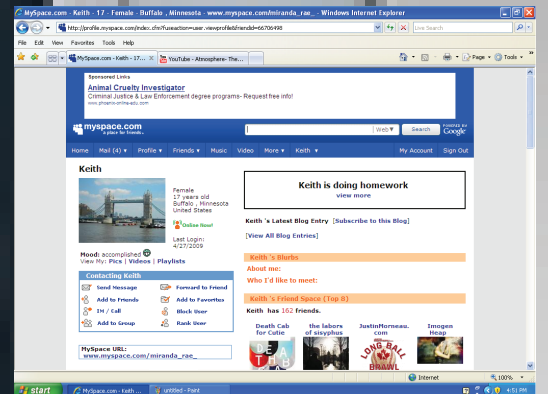 MySpace.com - Keith - 17 - Female - Buffalo , Minnesota - www.myspace.com/miranda_rae_ - Windows Internet Explorer
http://profile.myspace.com/index.cfm?fuseaction=user.viewprofile&friendid=66706498
Live Search
File Edit View Favorites Tools Help
MySpace.com - Keith - 17... YouTube - Atmosphere- The...
Page Tools
Sponsored Links
Animal Cruelty Investigator
Criminal Justice & Law Enforcement degree programs- Request free info!
www.phoenix-online-edu.com
myspace.com
a place for friends.
Web Search POWERED BY Google
Home Mail (4) Profile Friends Music Video More Keith My Account Sign Out
Keith
Female
17 years old
Buffalo , Minnesota
United States
Online Now!
Last Login:
4/27/2009
Mood: accomplished
View My: Pics | Videos | Playlists
Contacting Keith
Send Message Forward to Friend
Add to Friends Add to Favorites
IM / Call Block User
Add to Group Rank User
MySpace URL:
www.myspace.com/miranda_rae_
Keith is doing homework
view more
Keith 's Latest Blog Entry [Subscribe to this Blog]
[View All Blog Entries]
Keith 's Blurbs
About me:
Who I'd like to meet:
Keith 's Friend Space (Top 8)
Keith has 162 friends.
Death Cab for Cutie
the labors of sisyphus
JustinMorneau.com
Imogen Heap
DEATH
LONG BALL BRAWL
Internet 100%
start MySpace.com - Keith ... untitled - Paint 4:51 PM